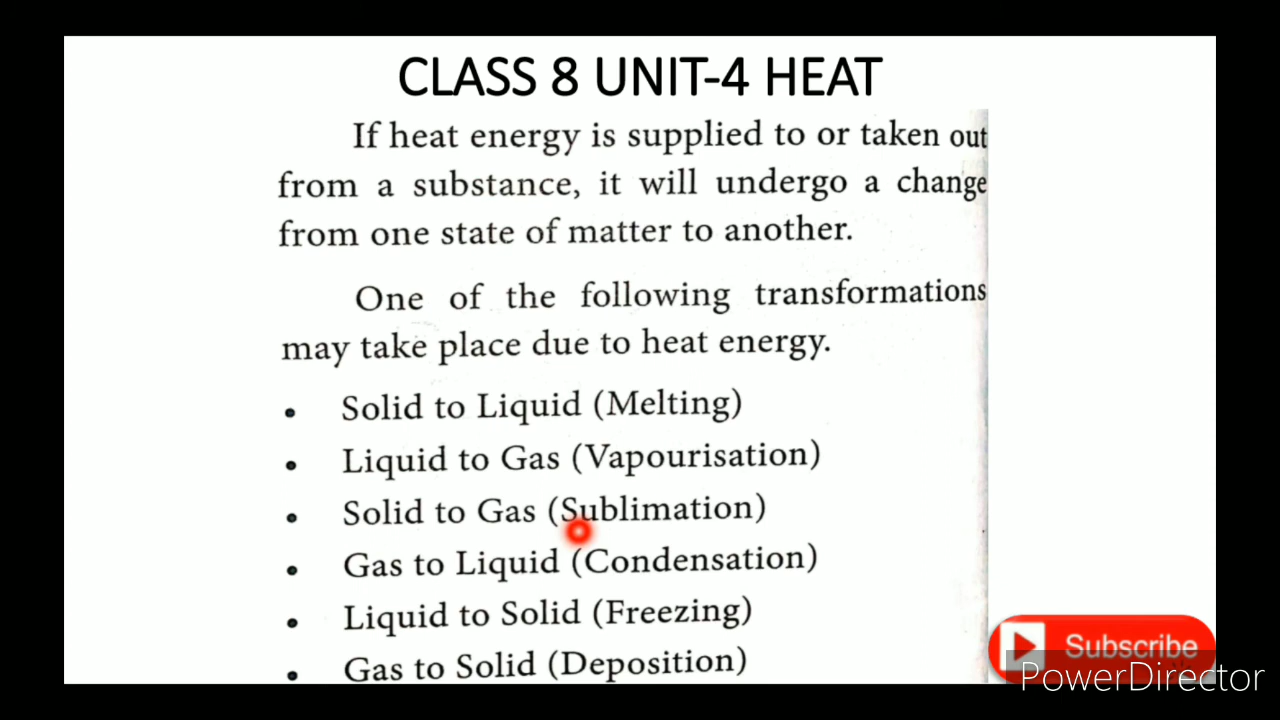 CLASS 8 UNIT-4 HEAT
If heat energy is supplied to or taken out
from a substance, it will undergo a change
from one state of matter to another.
One of the following transformations
may take place due to heat energy.
• Solid to Liquid (Melting)
• Liquid to Gas (Vapourisation)
• Solid to Gas (Sublimation)
• Gas to Liquid (Condensation)
• Liquid to Solid (Freezing)
• Gas to Solid (Deposition)
Subscribe
PowerDirector